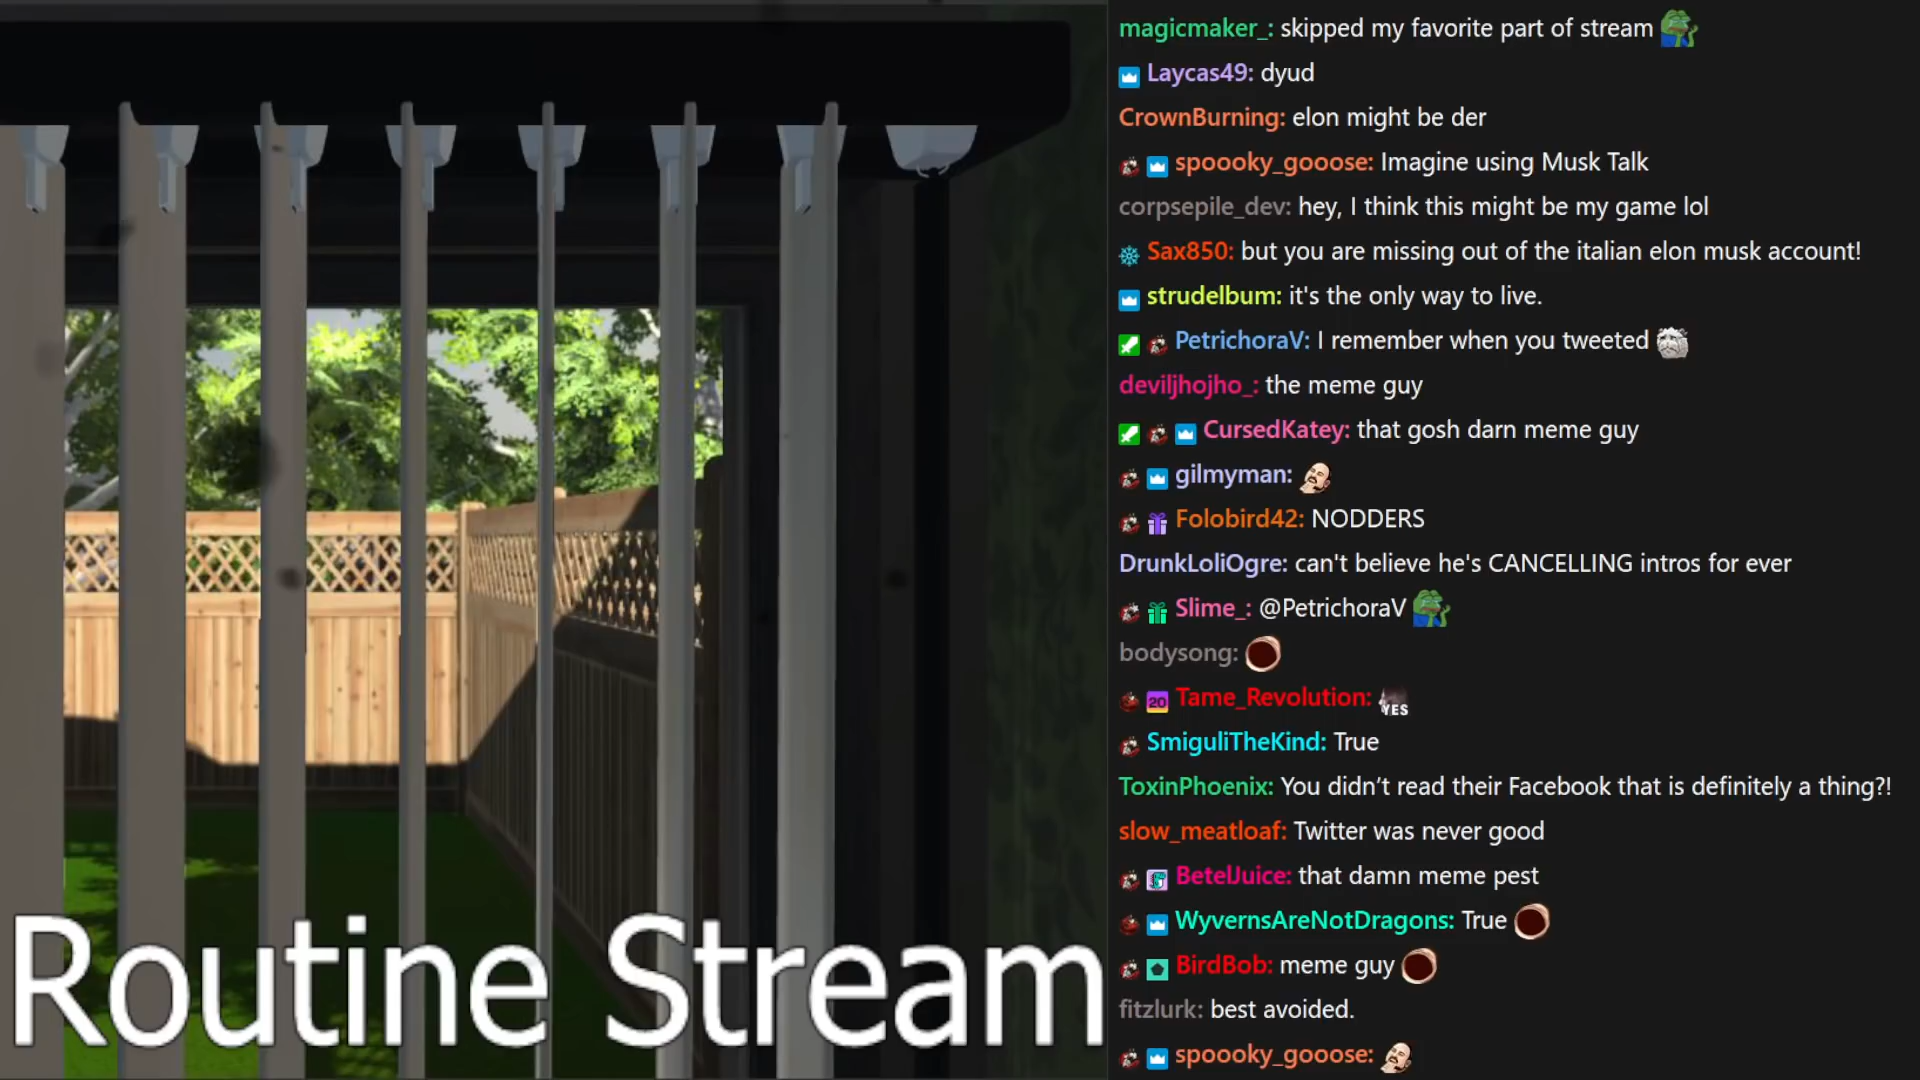 magicmaker_: skipped my favorite part of stream
Laycas49: dyud
CrownBurning: elon might be der
spoooky_gooose: Imagine using Musk Talk
corpsepile_dev: hey, I think this might be my game lol
Sax850: but you are missing out of the italian elon musk account!
strudelbum: it's the only way to live.
PetrichoraV: I remember when you tweeted
deviljhojho_: the meme guy
CursedKatey: that gosh darn meme guy
gilmyman:
Folobird42: NODDERS
DrunkLoliOgre: can't believe he's CANCELLING intros for ever
Slime_: @PetrichoraV
bodysong:
20 Tame_Revolution: YES
SmiguliTheKind: True
ToxinPhoenix: You didn’t read their Facebook that is definitely a thing?!
slow_meatloaf: Twitter was never good
BetelJuice: that damn meme pest
WyvernsAreNotDragons: True
BirdBob: meme guy
fitzlurk: best avoided.
spoooky_gooose:
Routine Stream